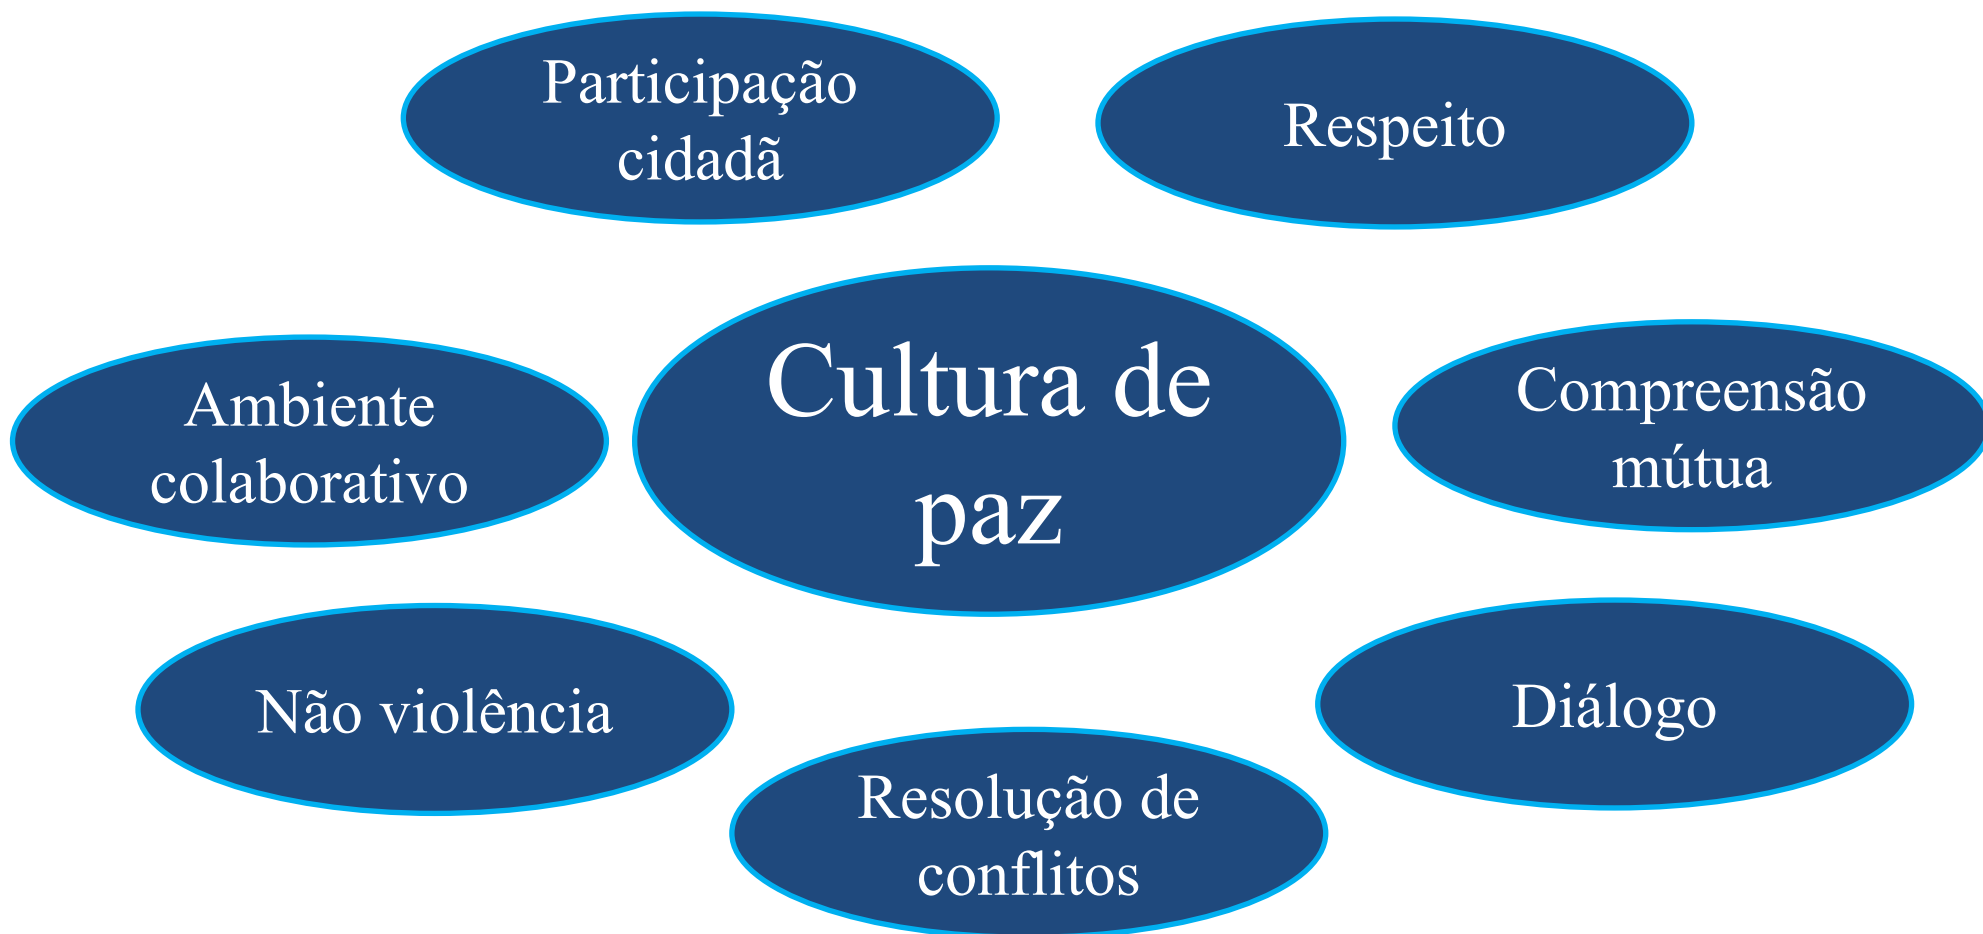 Participação
cidadã
Respeito
Cultura de
paz
Ambiente
colaborativo
Compreensão
mútua
Não violência
Diálogo
Resolução de
conflitos